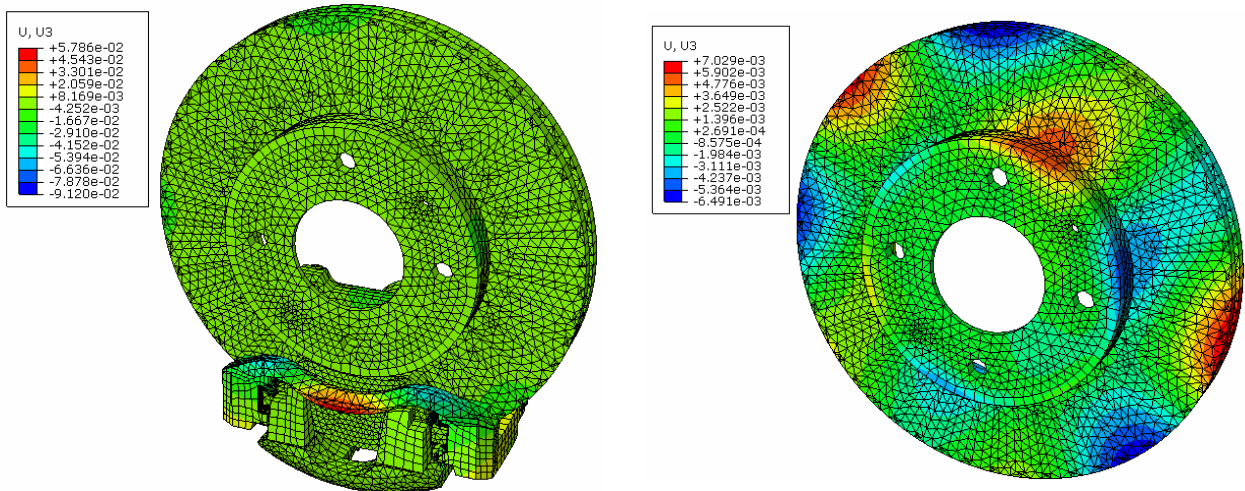 U, U3
+5.786e-02
+4.543e-02
+3.301e-02
+2.059e-02
+8.169e-03
-4.252e-03
-1.667e-02
-2.910e-02
-4.152e-02
-5.394e-02
-6.636e-02
-7.878e-02
-9.120e-02
U, U3
+7.029e-03
+5.902e-03
+4.776e-03
+3.649e-03
+2.522e-03
+1.396e-03
+2.691e-04
-8.575e-04
-1.984e-03
-3.111e-03
-4.237e-03
-5.364e-03
-6.491e-03